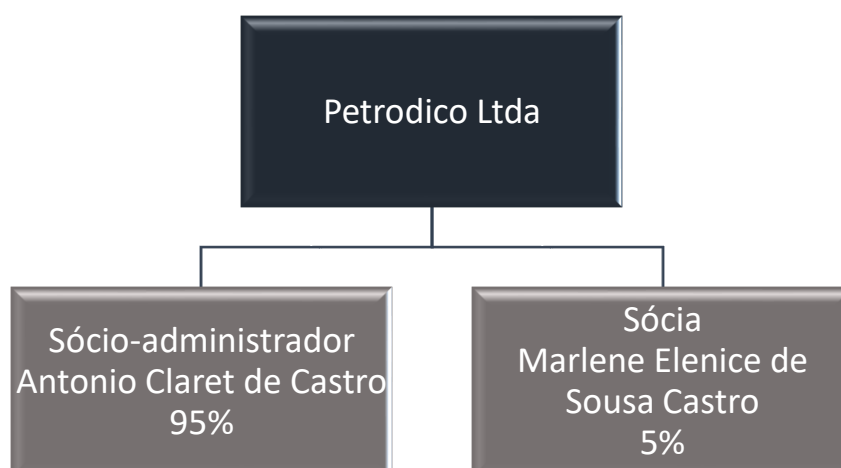 Petrodico Ltda
Sócio-administrador
Antonio Claret de Castro
95%
Sócia
Marlene Elenice de
Sousa Castro
5%